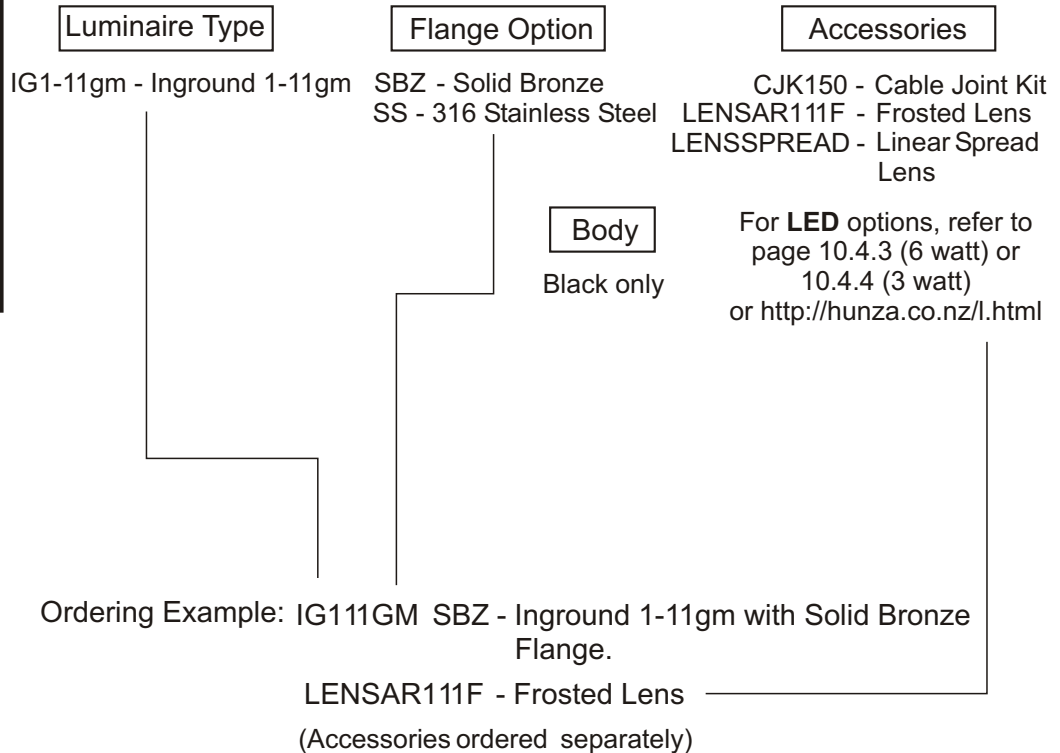 Luminaire Type
IG1-11gm - Inground 1-11gm
Flange Option
SBZ - Solid Bronze
SS - 316 Stainless Steel
Body
Black only
Accessories
CJK150 - Cable Joint Kit
LENSAR111F - Frosted Lens
LENSSPREAD - Linear Spread
Lens
For LED options, refer to
page 10.4.3 (6 watt) or
10.4.4 (3 watt)
or http://hunza.co.nz/l.html
Ordering Example: IG111GM SBZ - Inground 1-11gm with Solid Bronze
Flange.
LENSAR111F - Frosted Lens
(Accessories ordered separately)